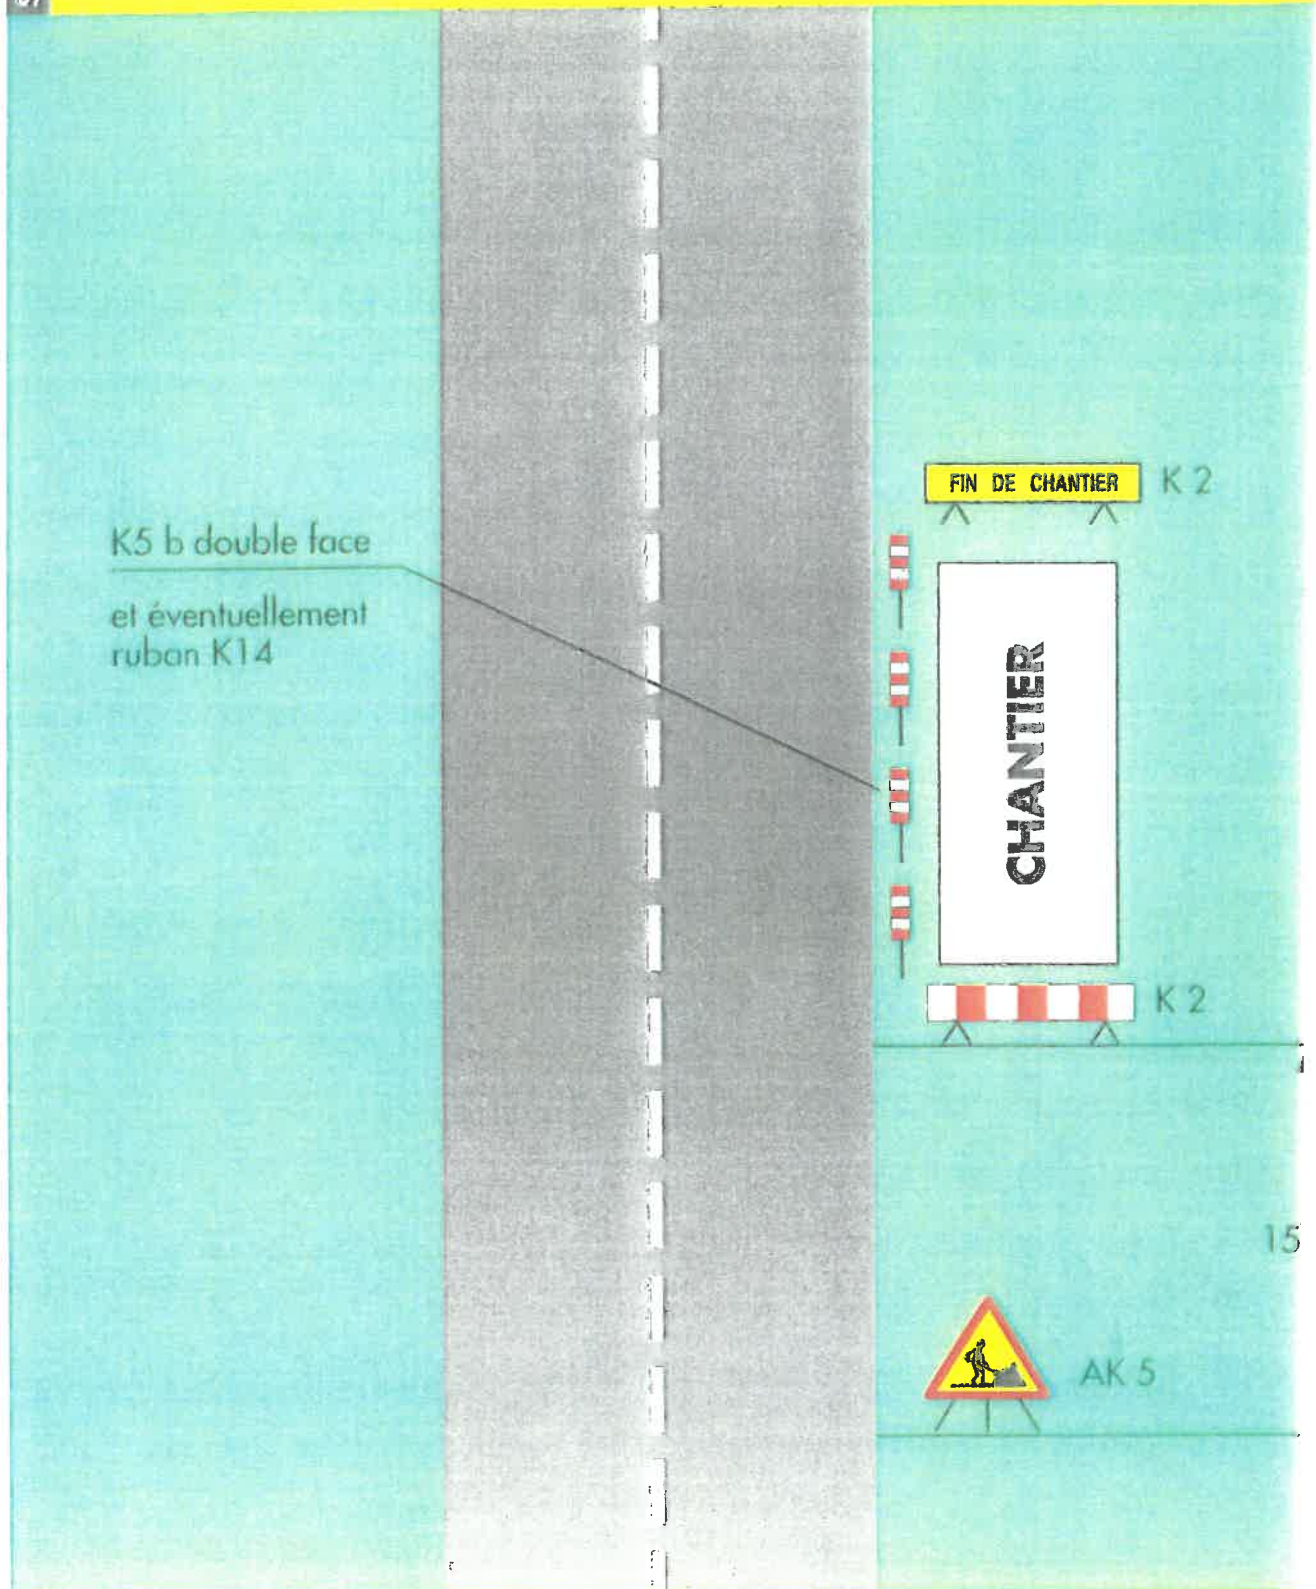 FIN DE CHANTIER
K 2
K5 b double face
et éventuellement
ruban K14
CHANTIER
K 2
15
AK 5